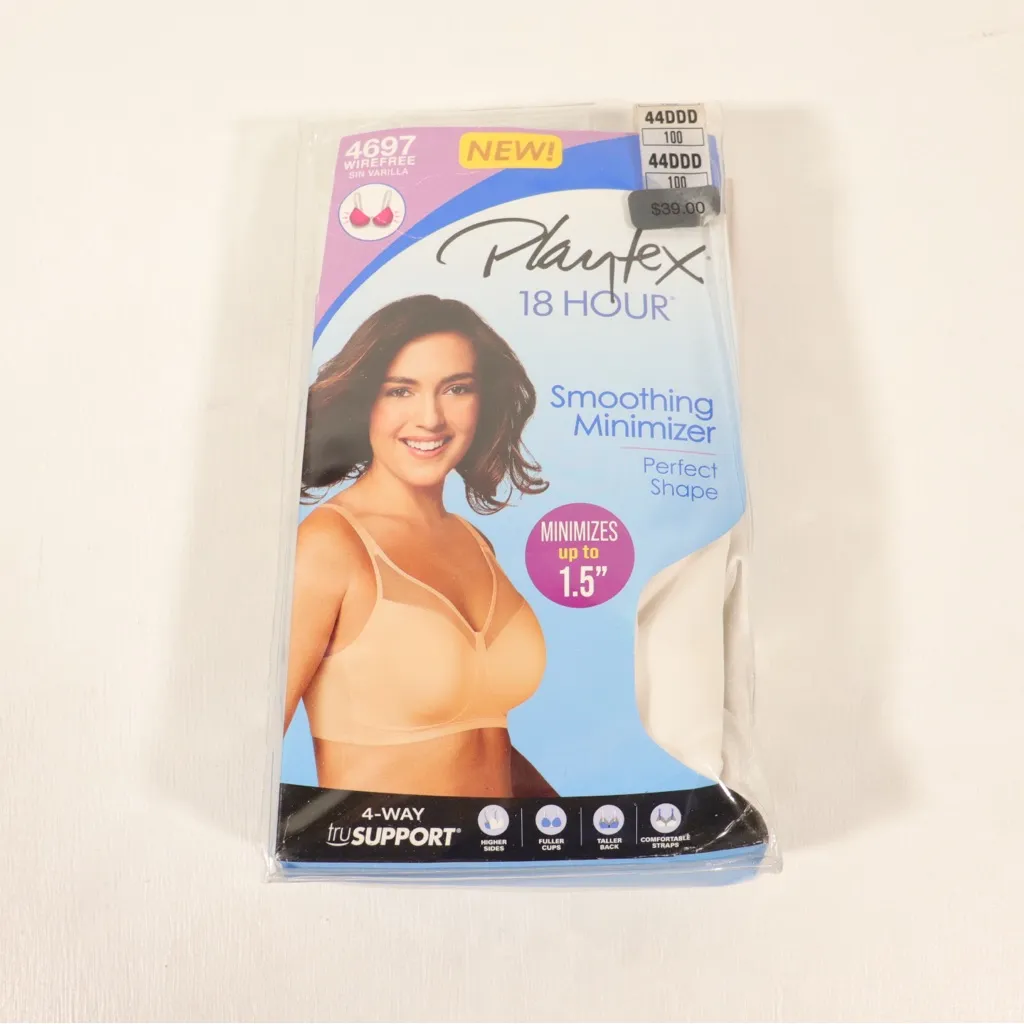 4697
WIREFREE
SIN VARILLA
NEW!
44DDD
100
44DDD
100
$39.00
Playtex
18 HOUR®
Smoothing
Minimizer
Perfect
Shape
MINIMIZES
up to
1.5”
4-WAY
truSUPPORT®
HIGHER
SIDES
FULLER
CUPS
TALLER
BACK
COMFORTABLE
STRAPS